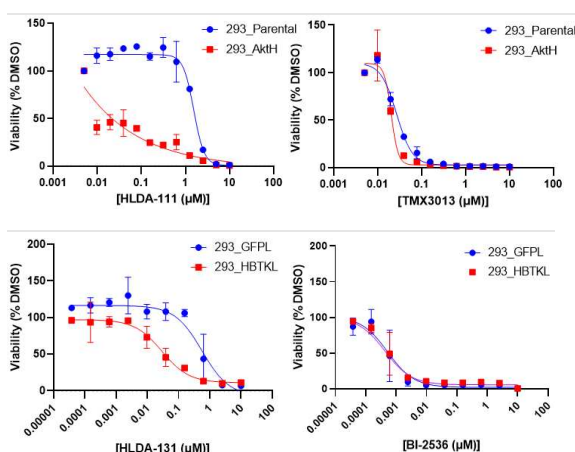 150
100
50
0
Viability (% DMSO)
293_Parental
293_AktH
0.001 0.01 0.1 1 10 100
[HLDA-111 (µM)]
150
100
50
0
Viability (% DMSO)
293_Parental
293_AktH
0.001 0.01 0.1 1 10 100
[TMX3013 (µM)]
200
150
100
50
0
Viability (% DMSO)
293_GFPL
293_HBTKL
0.00001 0.0001 0.001 0.01 0.1 1 10 100
[HLDA-131 (µM)]
200
150
100
50
0
Viability (% DMSO)
293_GFPL
293_HBTKL
0.00001 0.0001 0.001 0.01 0.1 1 10 100
[BI-2536 (µM)]